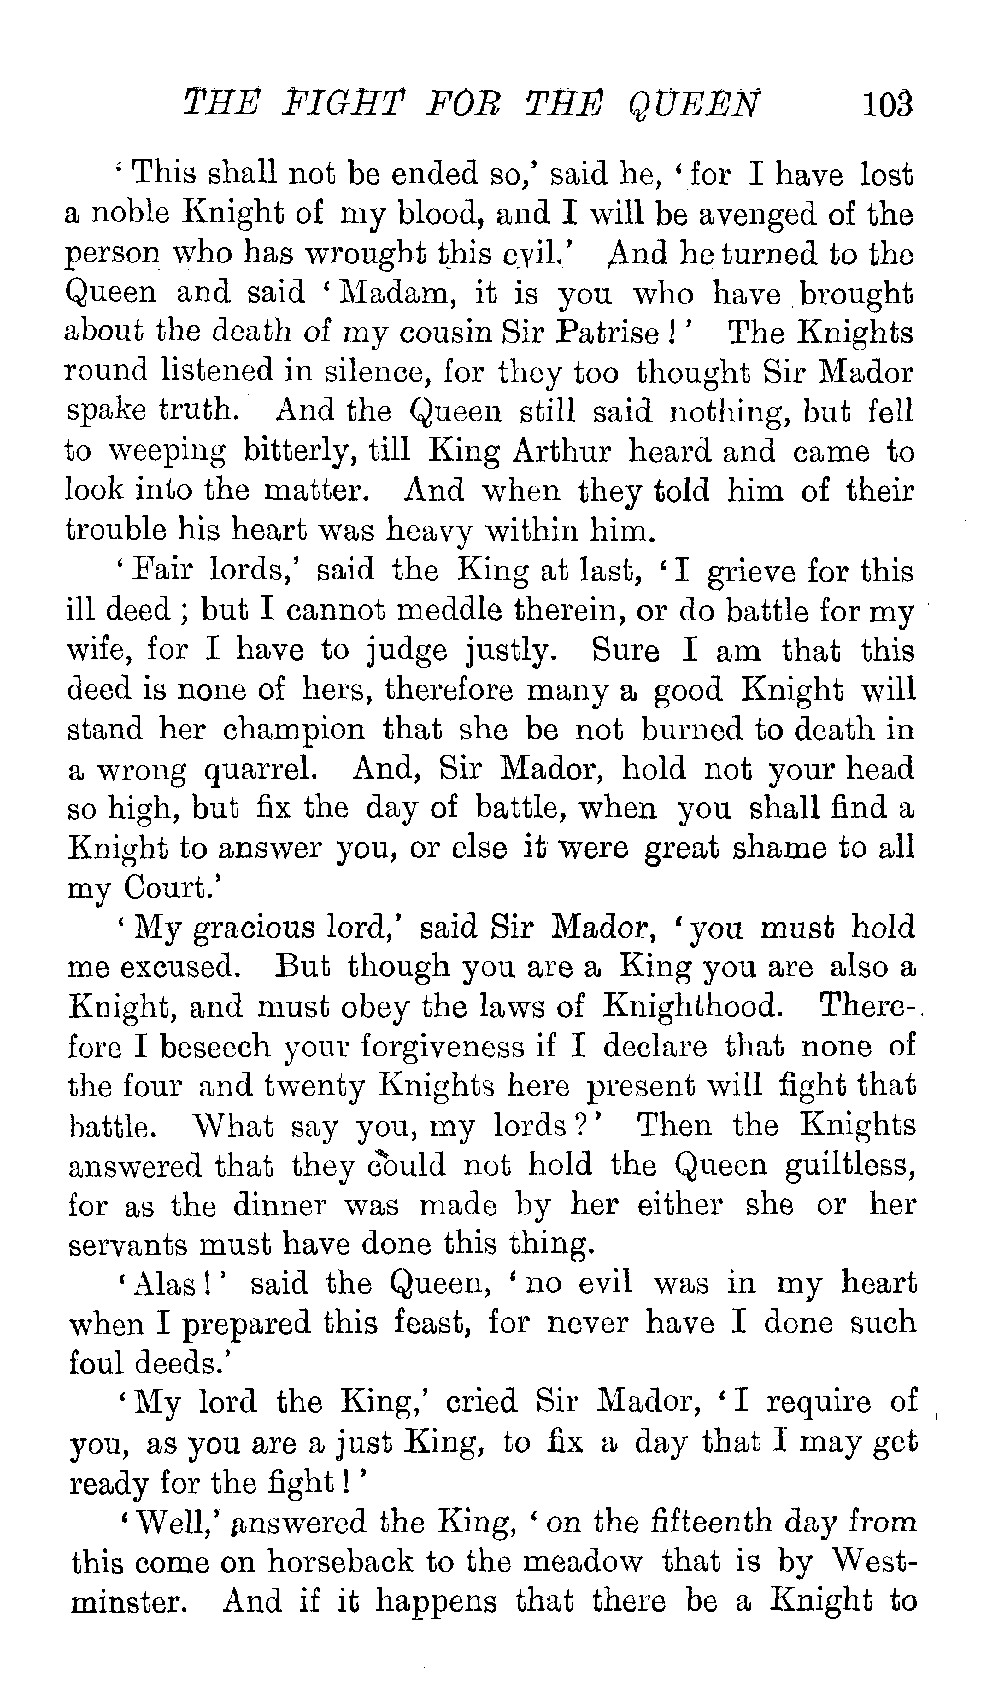 THE FIGHT FOR THE QUEEN 103
‘ This shall not be ended so,’ said he, ‘ for I have lost
a noble Knight of my blood, and I will be avenged of the
person who has wrought this evil.’ And he turned to the
Queen and said ‘ Madam, it is you who have brought
about the death of my cousin Sir Patrise ! ’ The Knights
round listened in silence, for they too thought Sir Mador
spake truth. And the Queen still said nothing, but fell
to weeping bitterly, till King Arthur heard and came to
look into the matter. And when they told him of their
trouble his heart was heavy within him.
‘ Fair lords,’ said the King at last, ‘ I grieve for this
ill deed ; but I cannot meddle therein, or do battle for my
wife, for I have to judge justly. Sure I am that this
deed is none of hers, therefore many a good Knight will
stand her champion that she be not burned to death in
a wrong quarrel. And, Sir Mador, hold not your head
so high, but fix the day of battle, when you shall find a
Knight to answer you, or else it were great shame to all
my Court.’
‘ My gracious lord,’ said Sir Mador, ‘ you must hold
me excused. But though you are a King you are also a
Knight, and must obey the laws of Knighthood. There-
fore I beseech your forgiveness if I declare that none of
the four and twenty Knights here present will fight that
battle. What say you, my lords ? ’ Then the Knights
answered that they could not hold the Queen guiltless,
for as the dinner was made by her either she or her
servants must have done this thing.
‘ Alas ! ’ said the Queen, ‘ no evil was in my heart
when I prepared this feast, for never have I done such
foul deeds.’
‘ My lord the King,’ cried Sir Mador, ‘ I require of
you, as you are a just King, to fix a day that I may get
ready for the fight ! ’
‘ Well,’ answered the King, ‘ on the fifteenth day from
this come on horseback to the meadow that is by West-
minster. And if it happens that there be a Knight to